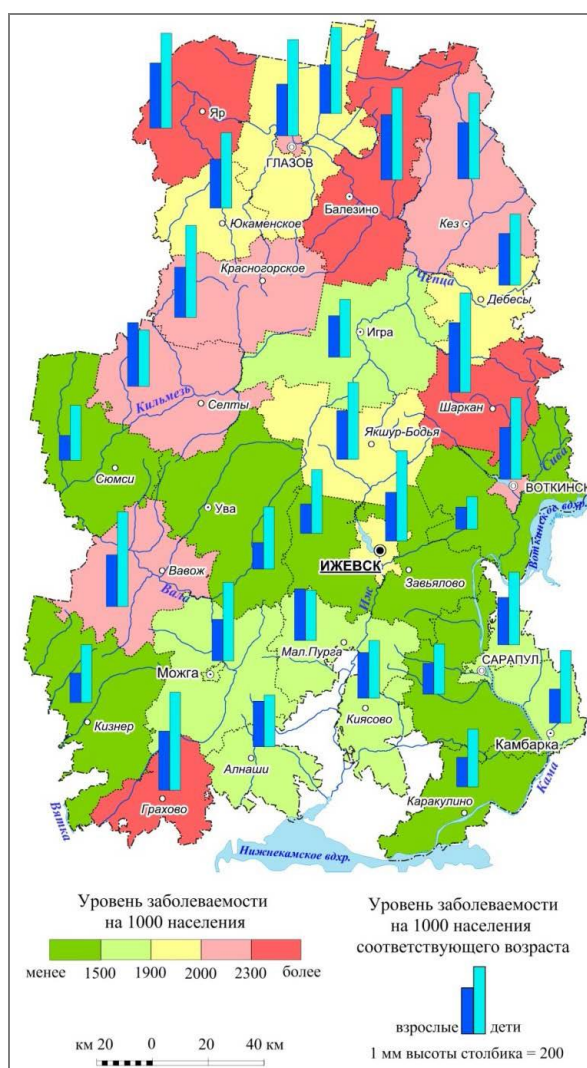 Яр
ГЛАЗОВ
Юкаменское
Балезино
Кез
Красногорское
Чепца
Дебесы
Игра
Кильмезь
Селты
Шаркан
Якшур-Бодья
Сюмси
Сива
ВОТКИНСК
Ува
Воткинское вдхр.
ИЖЕВСК
Вавож
Завьялово
Вала
Иж
Мал.Пурга
Можга
САРАПУЛ
Киясово
Кизнер
Камбарка
Алнаши
Грахово
Каракулино
Кама
Вятка
Нижнекамское вдхр.
Уровень заболеваемости
на 1000 населения
менее 1500 1900 2000 2300 более
км 20 0 20 40 км
Уровень заболеваемости
на 1000 населения
соответствующего возраста
взрослые дети
1 мм высоты столбика = 200